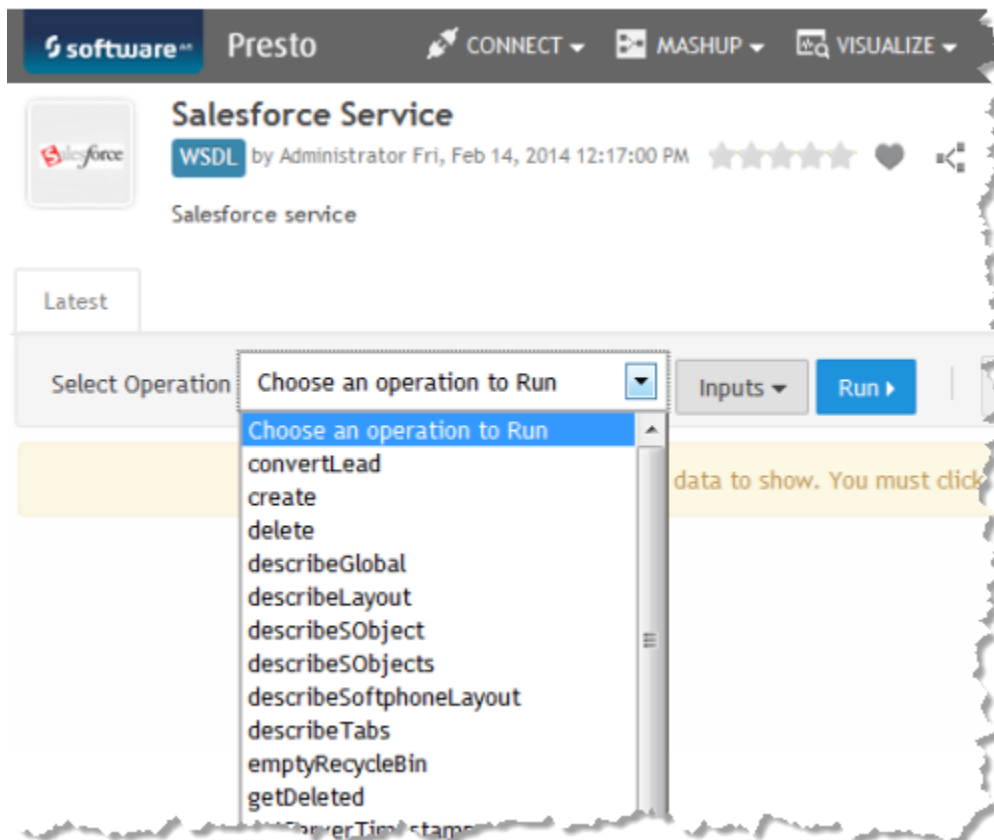 software AG Presto CONNECT MASHUP VISUALIZE
Salesforce Service
salesforce
WSDL by Administrator Fri, Feb 14, 2014 12:17:00 PM
Salesforce service
Latest
Select Operation Choose an operation to Run Inputs Run
Choose an operation to Run
data to show. You must click
convertLead
create
delete
describeGlobal
describeLayout
describeSObject
describeSObjects
describeSoftphoneLayout
describeTabs
emptyRecycleBin
getDeleted